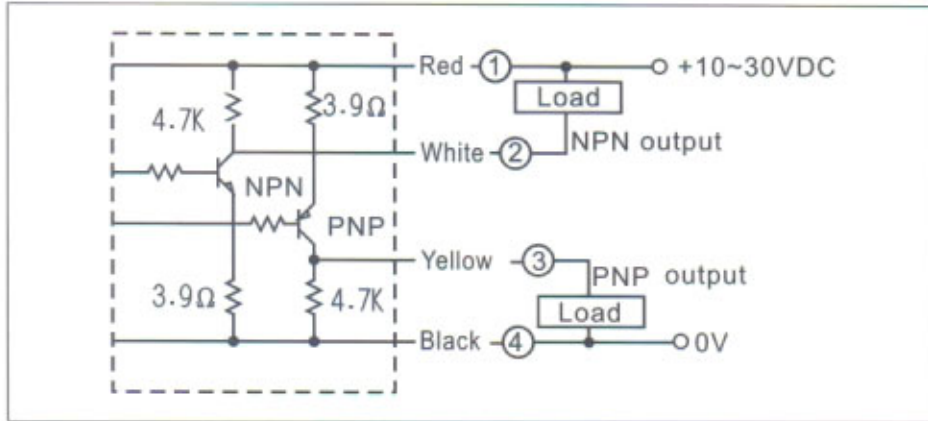 Red 1 +10~30VDC
3.9Ω
Load
4.7K
NPN output
White 2
NPN
PNP
Yellow 3
PNP output
3.9Ω
4.7K
Load
Black 4 0V